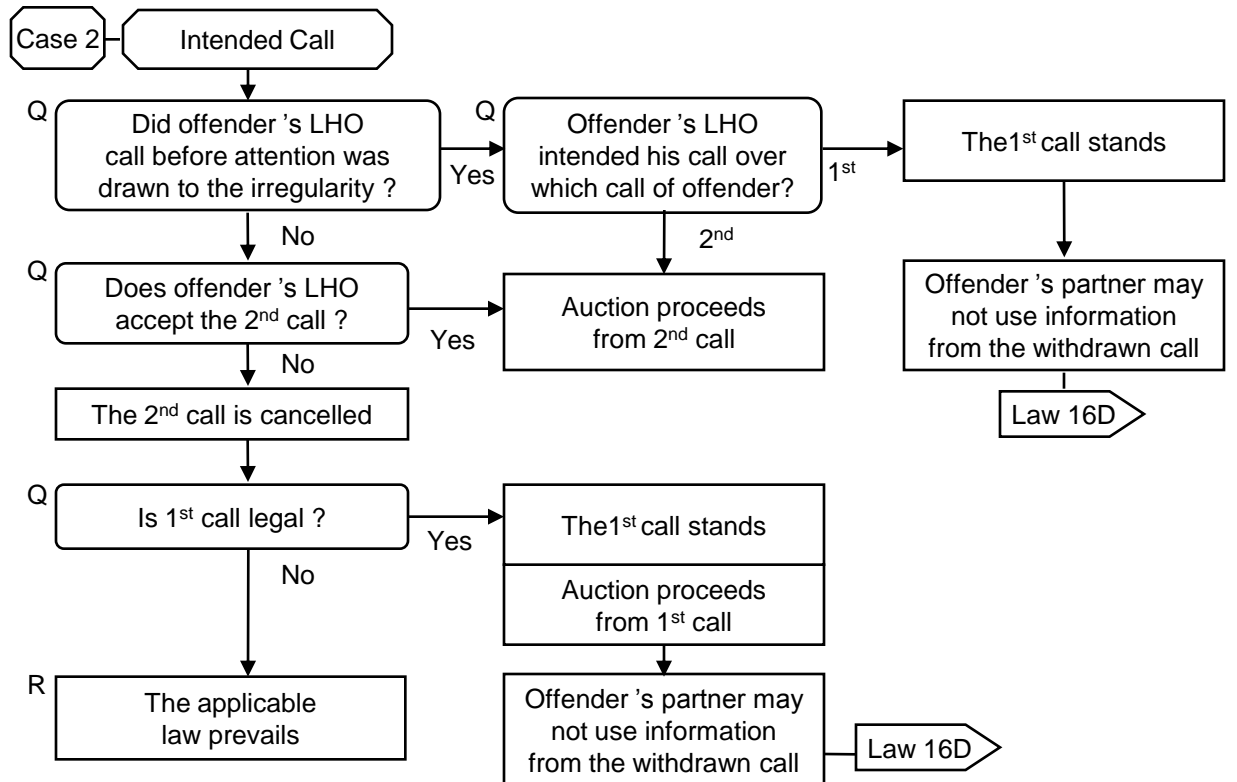 Case 2
Intended Call
Q
Did offender ’s LHO
call before attention was
drawn to the irregularity ?
Yes
Q
Offender ’s LHO
intended his call over
which call of offender?
1st
The1st call stands
No
2nd
Q
Does offender ’s LHO
accept the 2nd call ?
Yes
Auction proceeds
from 2nd call
Offender ’s partner may
not use information
from the withdrawn call
No
The 2nd call is cancelled
Law 16D
Q
Is 1st call legal ?
Yes
The1st call stands
No
Auction proceeds
from 1st call
R
The applicable
law prevails
Offender ’s partner may
not use information
from the withdrawn call
Law 16D